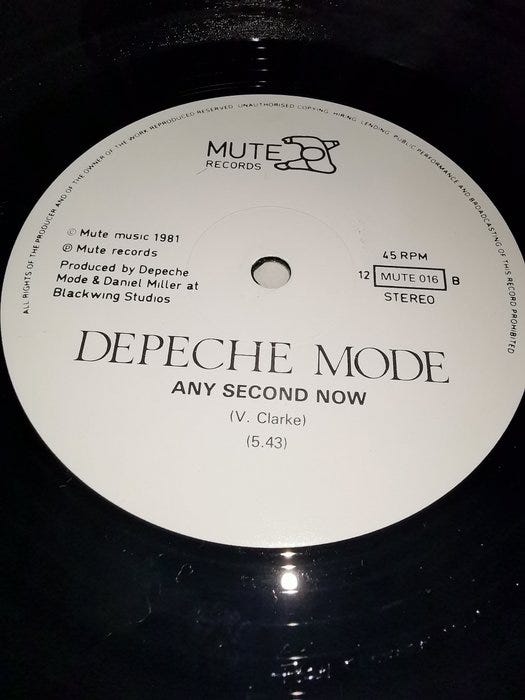 ALL RIGHTS OF THE PRODUCER AND OF THE OWNER OF THE WORK REPRODUCED RESERVED. UNAUTHORISED COPYING, HIRING, LENDING, PUBLIC PERFORMANCE AND BROADCASTING OF THIS RECORD PROHIBITED
MUTE
RECORDS
© Mute music 1981
℗ Mute records
Produced by Depeche
Mode & Daniel Miller at
Blackwing Studios
45 RPM
12 MUTE 016 B
STEREO
DEPECHE MODE
ANY SECOND NOW
(V. Clarke)
(5.43)